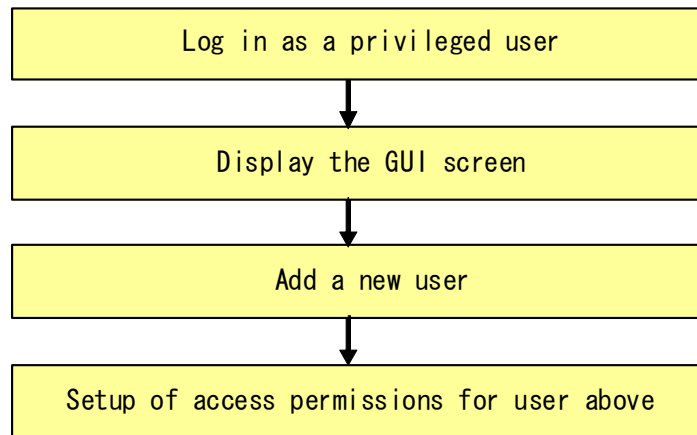 Log in as a privileged user
Display the GUI screen
Add a new user
Setup of access permissions for user above